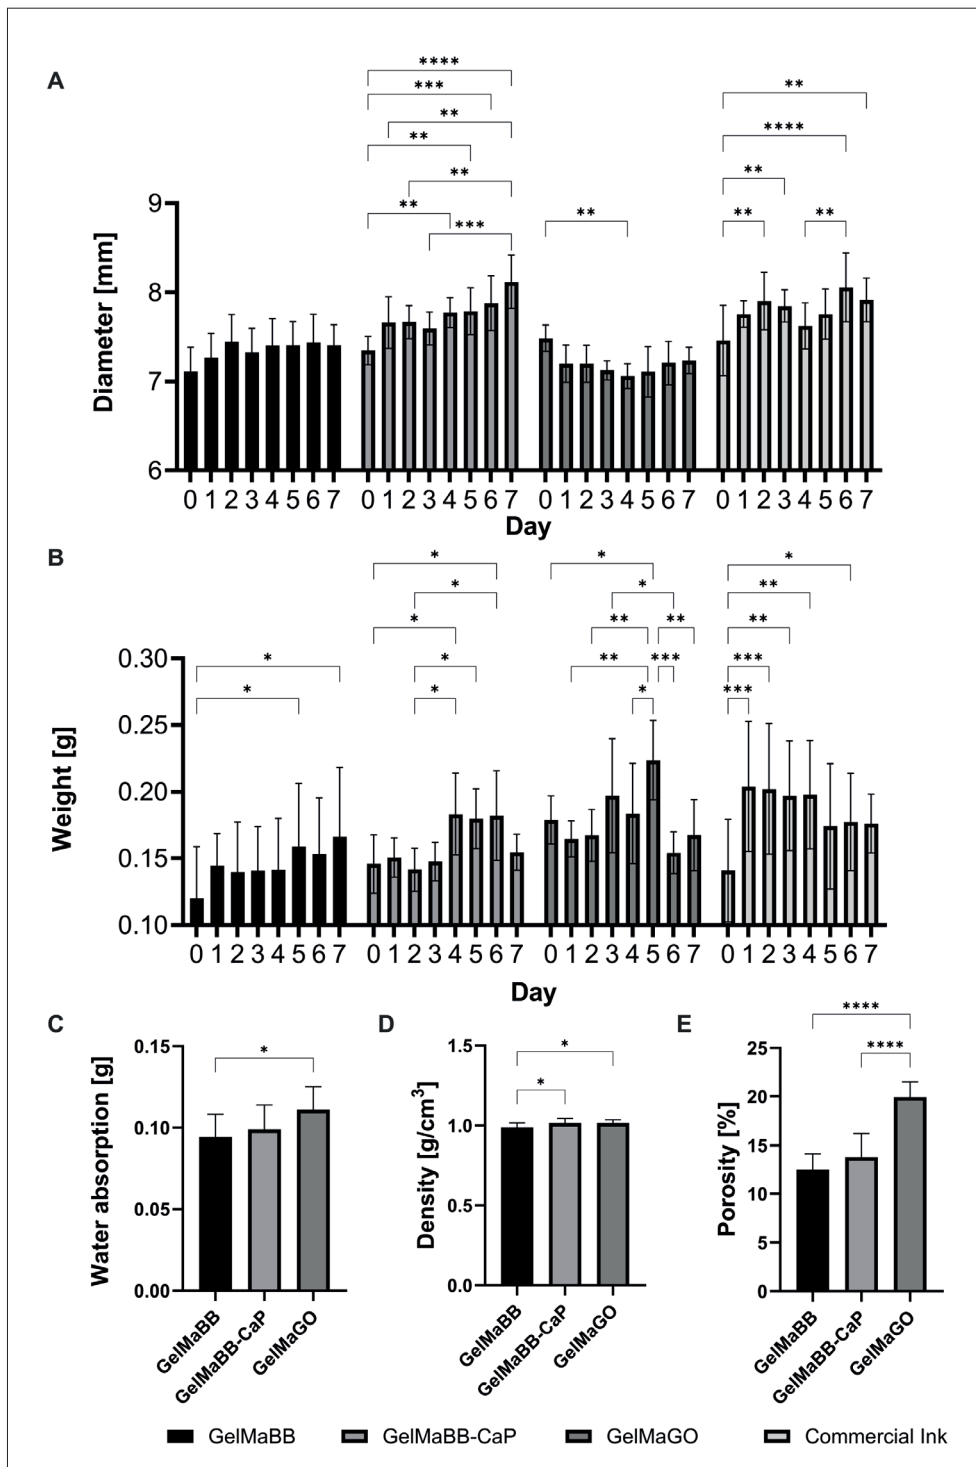 A
**** 
***
**
**
**
**
***
**
**
****
**
**
**
Diameter [mm]
9
8
7
6
0 1 2 3 4 5 6 7 0 1 2 3 4 5 6 7 0 1 2 3 4 5 6 7 0 1 2 3 4 5 6 7
Day
B
* * * *
* * **
* ** ** **
* * ** *** ***
* * * ***
Weight [g]
0.30
0.25
0.20
0.15
0.10
0 1 2 3 4 5 6 7 0 1 2 3 4 5 6 7 0 1 2 3 4 5 6 7 0 1 2 3 4 5 6 7
Day
C
*
Water absorption [g]
0.15
0.10
0.05
0.00
GelMaBB
GelMaBB-CaP
GelMaGO
D
*
*
Density [g/cm³]
1.5
1.0
0.5
0.0
GelMaBB
GelMaBB-CaP
GelMaGO
E
****
****
Porosity [%]
25
20
15
10
5
0
GelMaBB
GelMaBB-CaP
GelMaGO
GelMaBB GelMaBB-CaP GelMaGO Commercial Ink